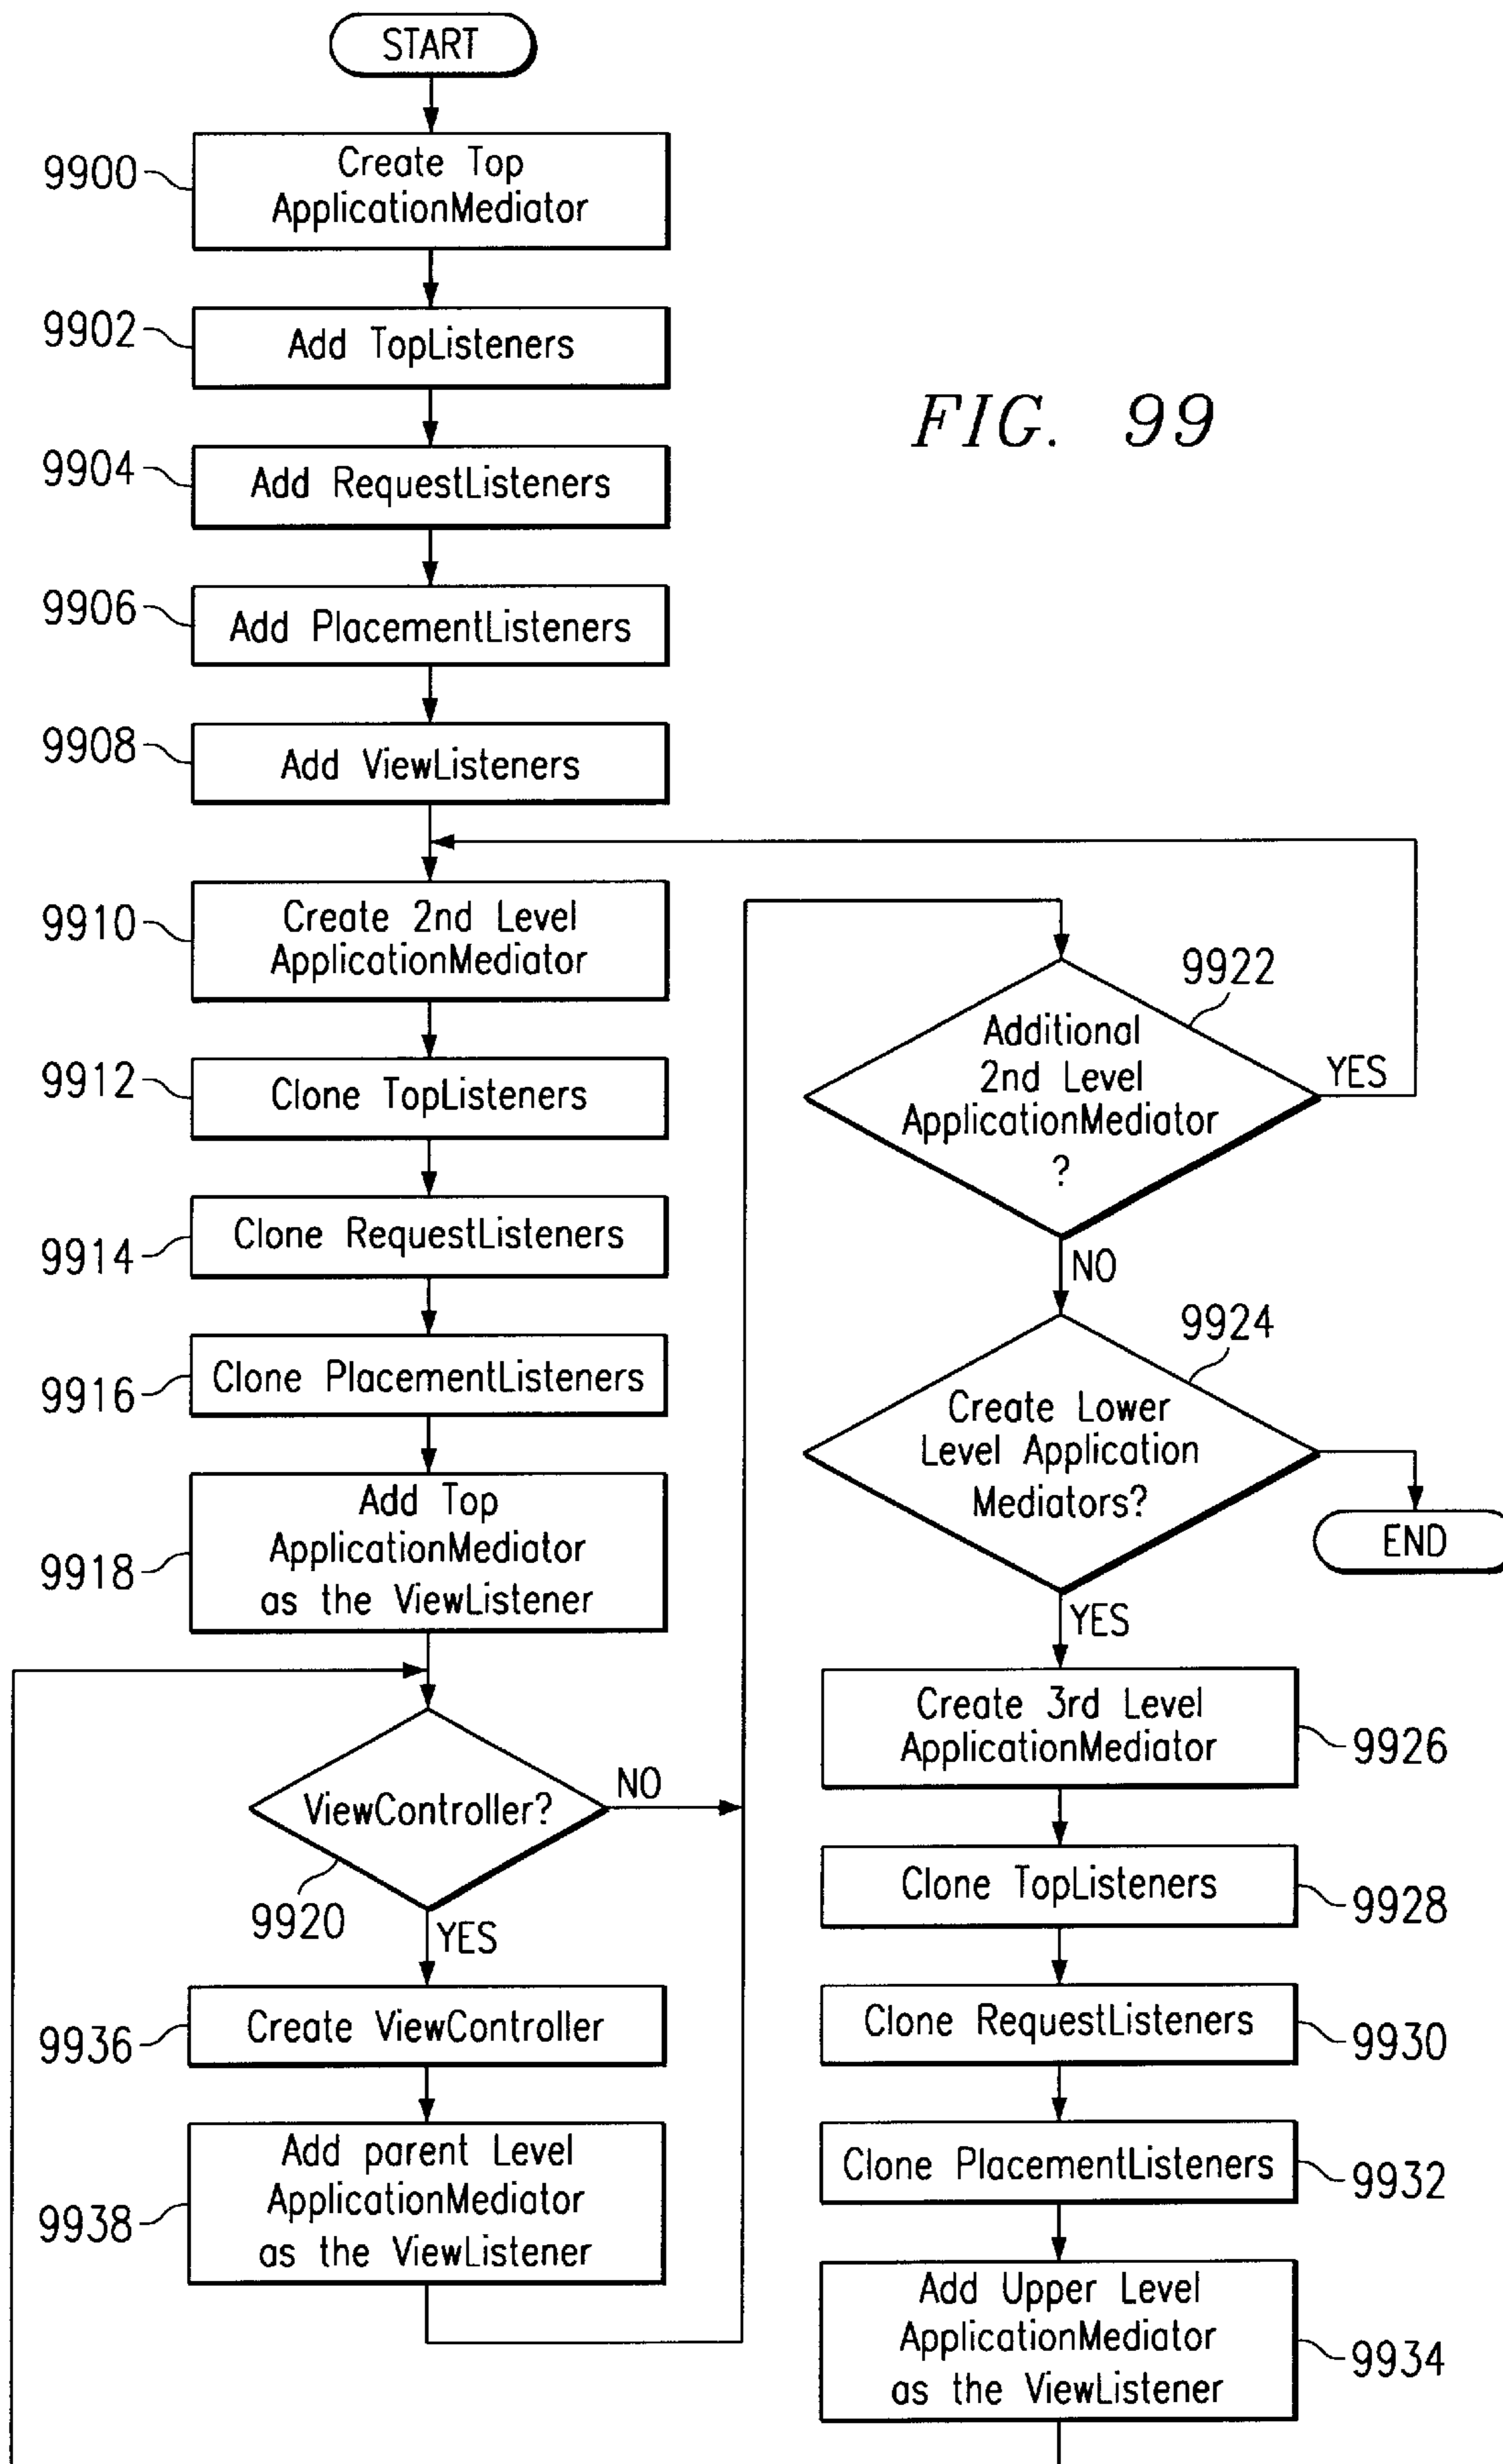 START
9900
Create Top
ApplicationMediator
9902
Add TopListeners
FIG. 99
9904
Add RequestListeners
9906
Add PlacementListeners
9908
Add ViewListeners
9910
Create 2nd Level
ApplicationMediator
9912
Clone TopListeners
9914
Clone RequestListeners
9916
Clone PlacementListeners
9918
Add Top
ApplicationMediator
as the ViewListener
ViewController?
NO
9920
YES
9936
Create ViewController
9938
Add parent Level
ApplicationMediator
as the ViewListener
9922
Additional
2nd Level
ApplicationMediator
?
YES
NO
9924
Create Lower
Level Application
Mediators?
END
YES
Create 3rd Level
ApplicationMediator
9926
Clone TopListeners
9928
Clone RequestListeners
9930
Clone PlacementListeners
9932
Add Upper Level
ApplicationMediator
as the ViewListener
9934